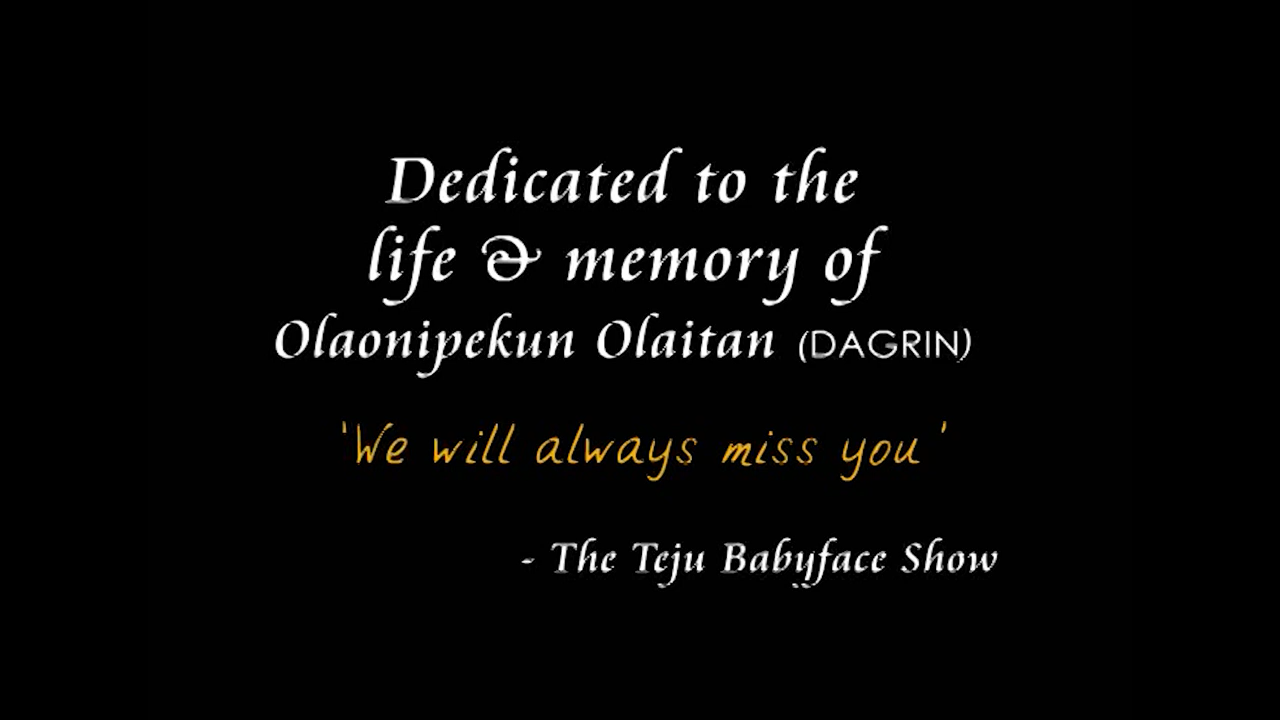 Dedicated to the
life & memory of
Olaonipekun Olaitan (DAGRIN)
'We will always miss you'
- The Teju Babyface Show